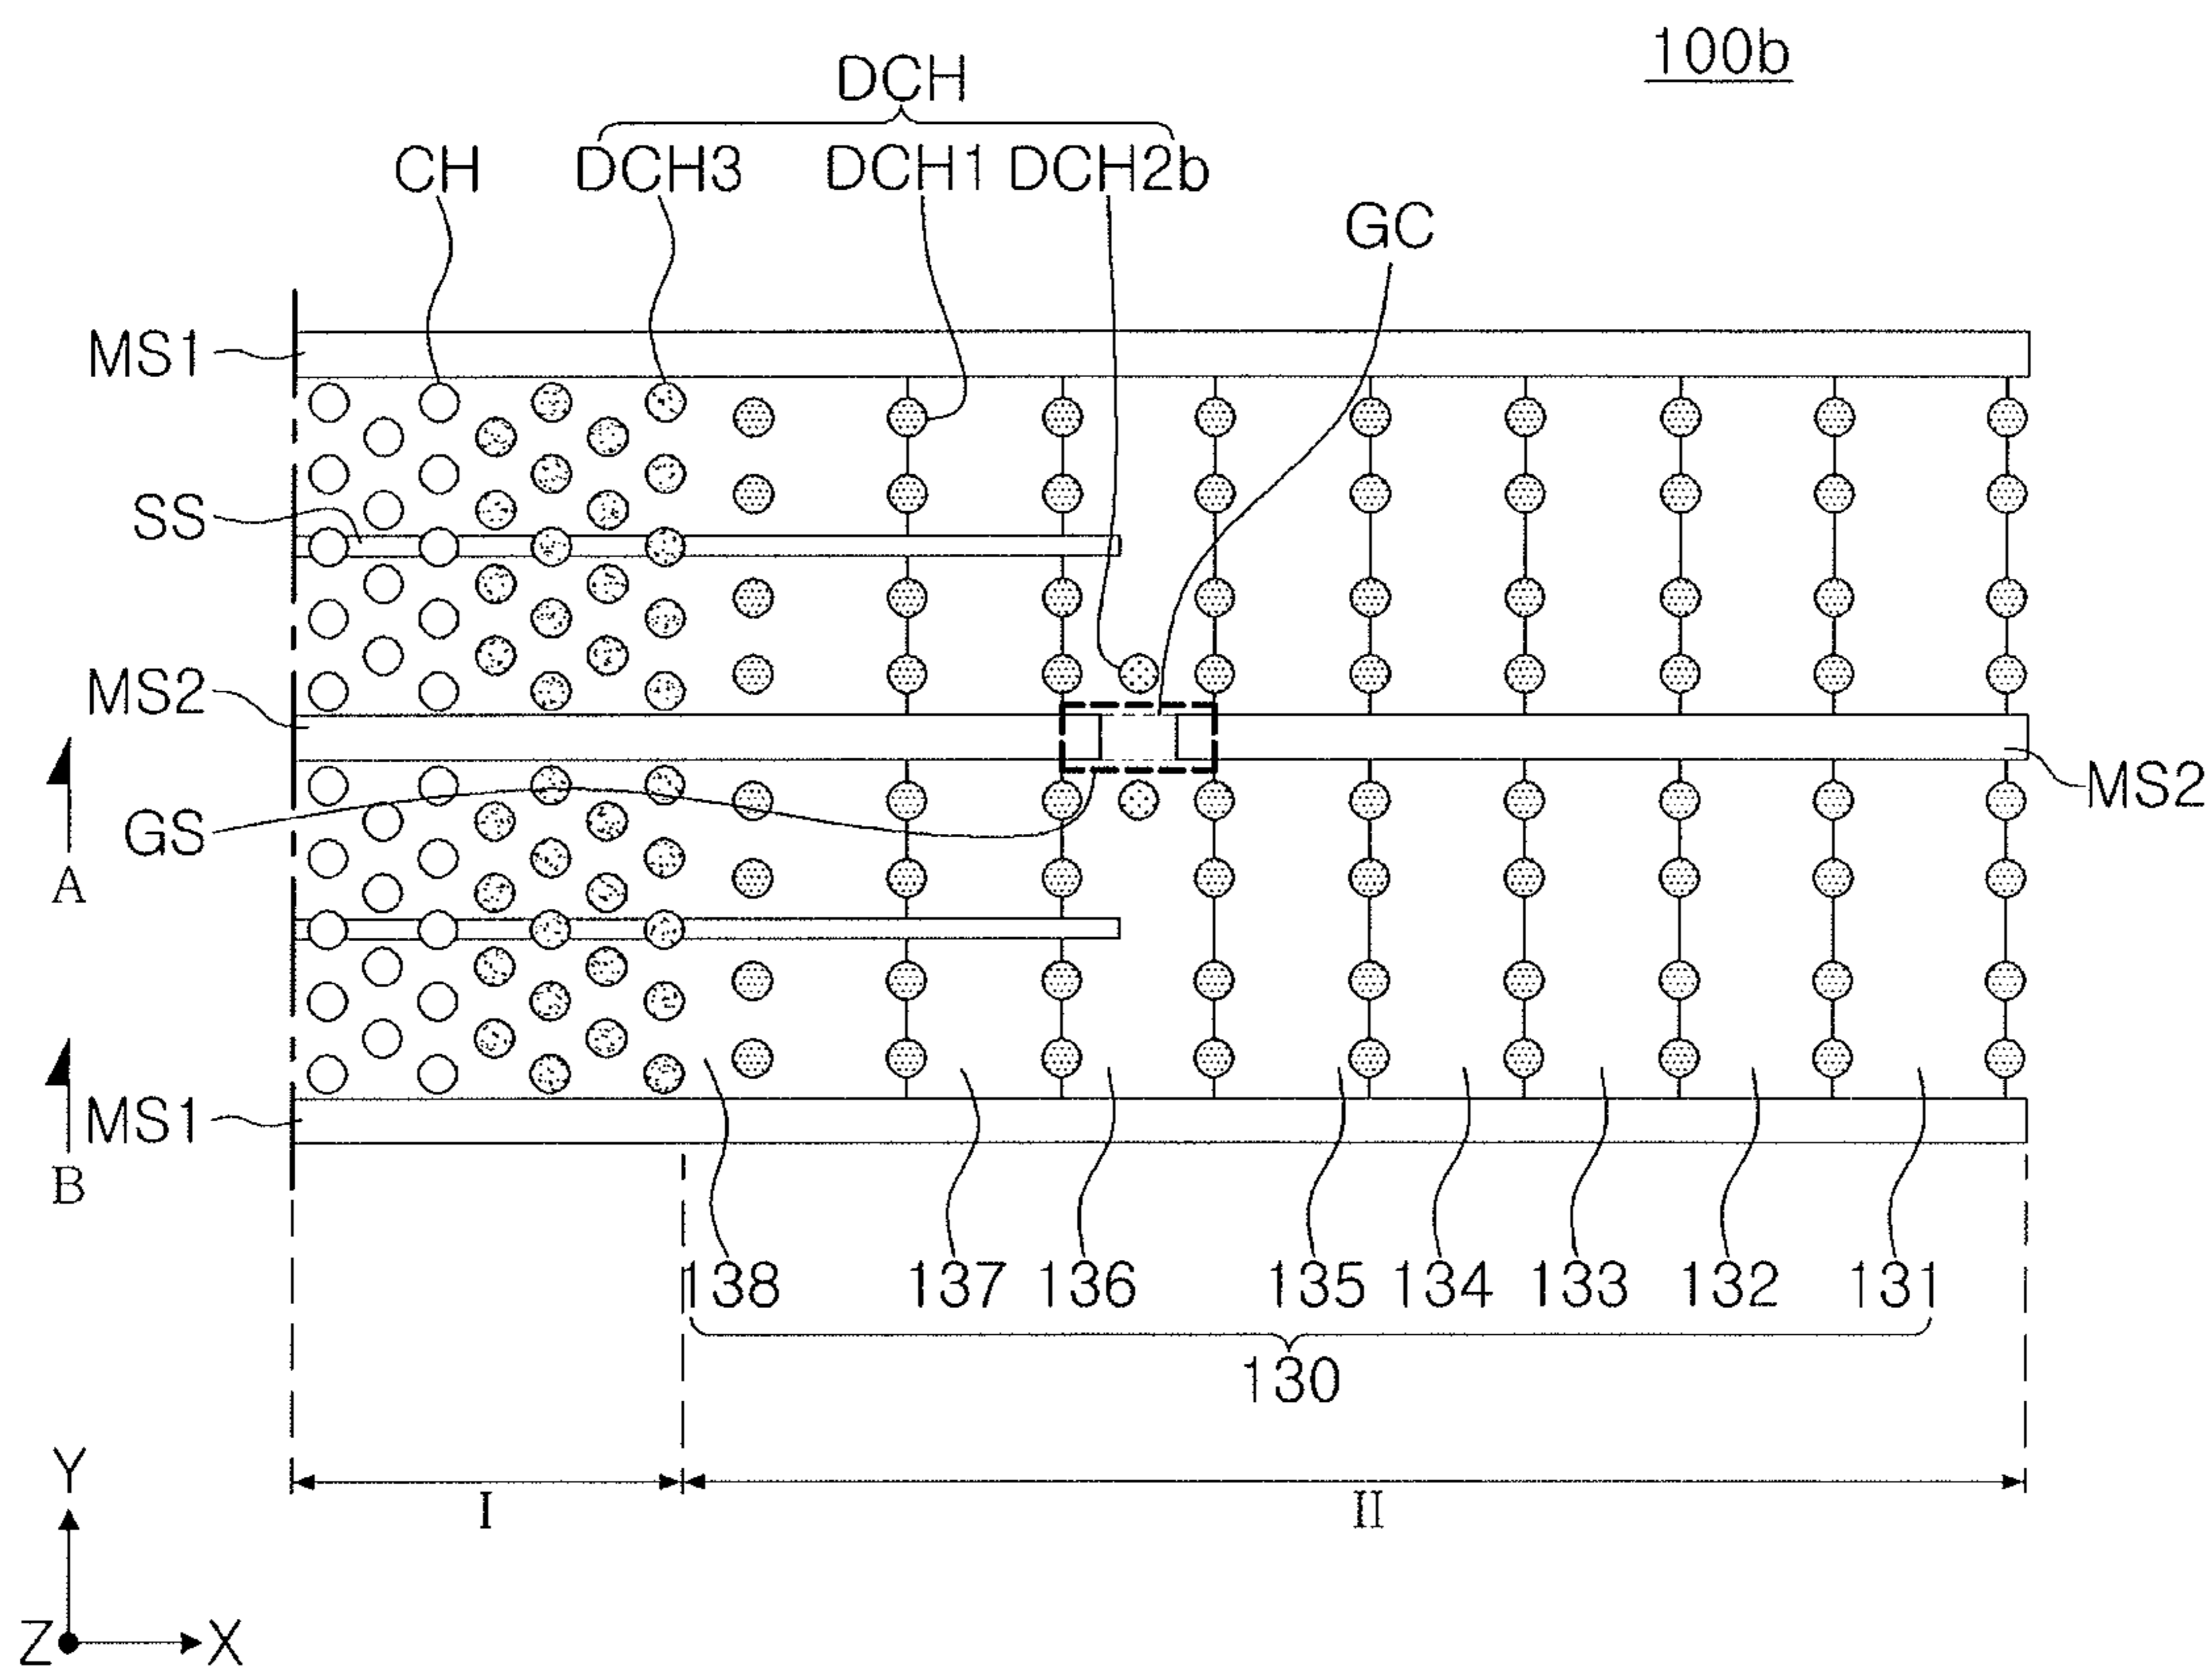 100b
DCH
CH DCH3 DCH1 DCH2b
GC
MS1
SS
MS2
MS2
GS
A
MS1
B
138 137 136 135 134 133 132 131
130
I II
Y
Z X